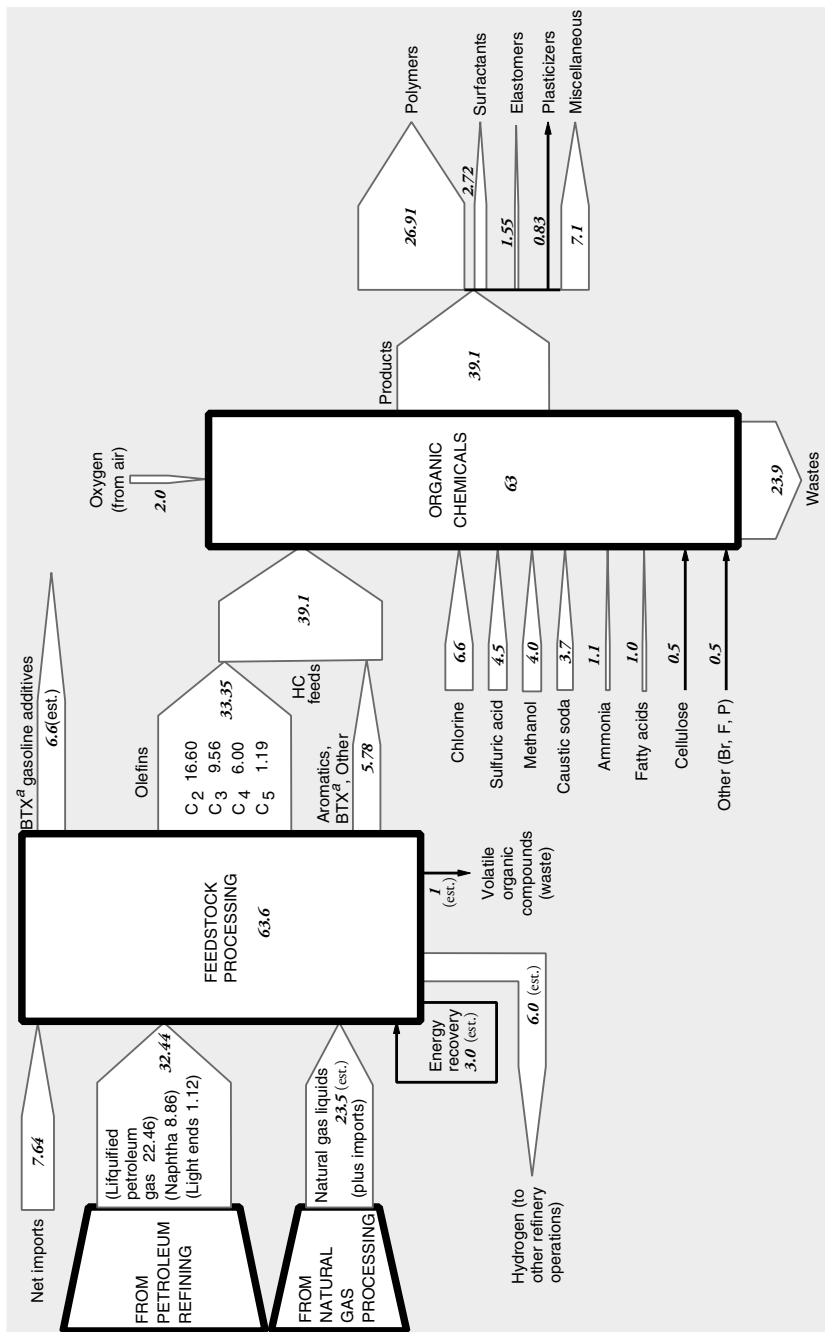 Net imports
7.64
FROM
PETROLEUM
REFINING
(Lifquified
petroleum
gas 22.46)
(Naphtha 8.86)
(Light ends 1.12)
32.44
FROM
NATURAL
GAS
PROCESSING
Natural gas liquids
23.5 (est.)
(plus imports)
Energy
recovery
3.0 (est.)
Hydrogen (to
other refinery
operations)
6.0 (est.)
FEEDSTOCK
PROCESSING
63.6
1
(est.)
Volatile
organic
compounds
(waste)
BTXa gasoline additives
6.6(est.)
Olefins
C2 16.60
C3 9.56
C4 6.00
C5 1.19
33.35
Aromatics,
BTXa, Other
5.78
HC
feeds
39.1
Oxygen
(from air)
2.0
Chlorine
6.6
Sulfuric acid
4.5
Methanol
4.0
Caustic soda
3.7
Ammonia
1.1
Fatty acids
1.0
Cellulose
0.5
Other (Br, F, P)
0.5
ORGANIC
CHEMICALS
63
23.9
Wastes
Products
39.1
26.91
Polymers
2.72
Surfactants
1.55
Elastomers
0.83
Plasticizers
7.1
Miscellaneous